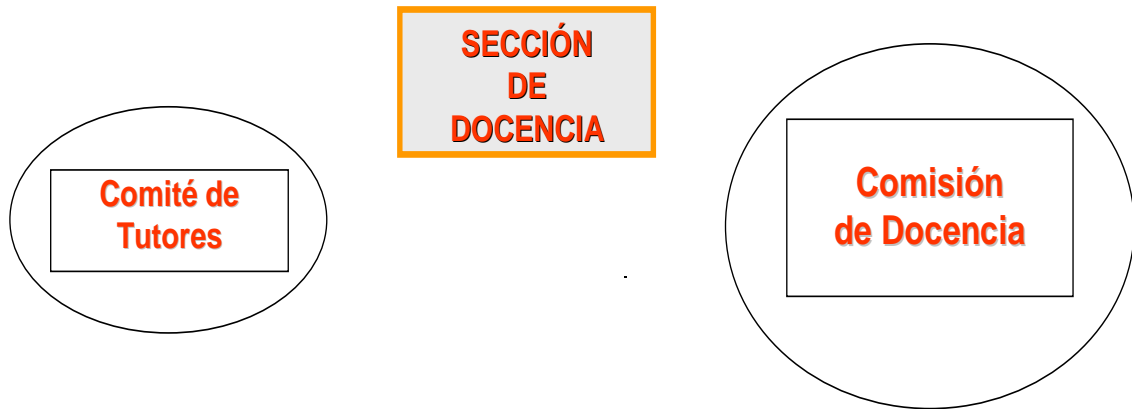 SECCIÓN
DE
DOCENCIA
Comité de
Tutores
Comisión
de Docencia